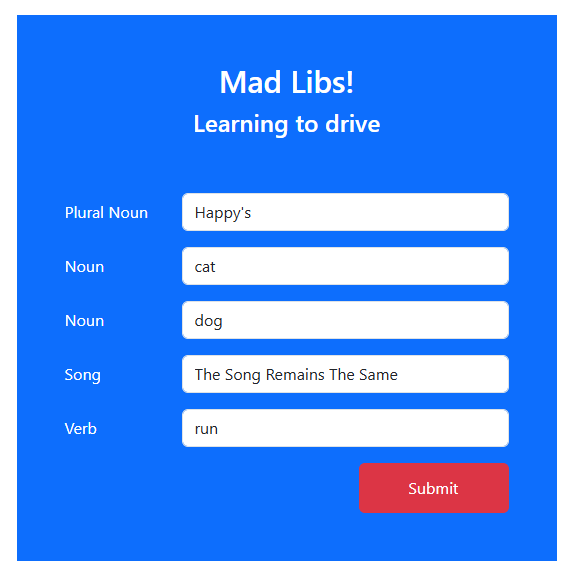 Mad Libs!
Learning to drive
Plural Noun Happy's
Noun cat
Noun dog
Song The Song Remains The Same
Verb run
Submit